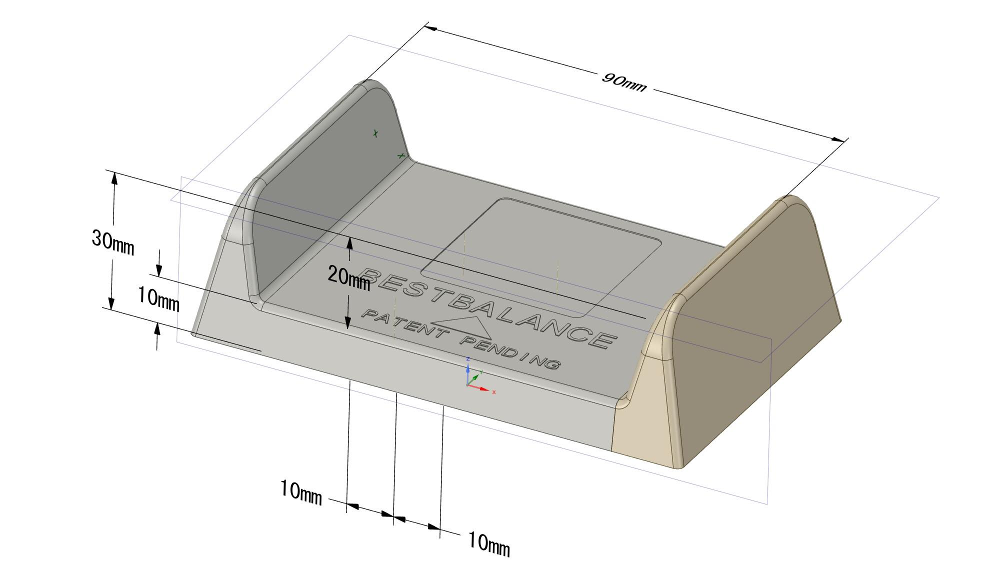 90mm
30mm
20mm
10mm
BESTBALANCE
PATENT PENDING
Z
Y
X
10mm
10mm